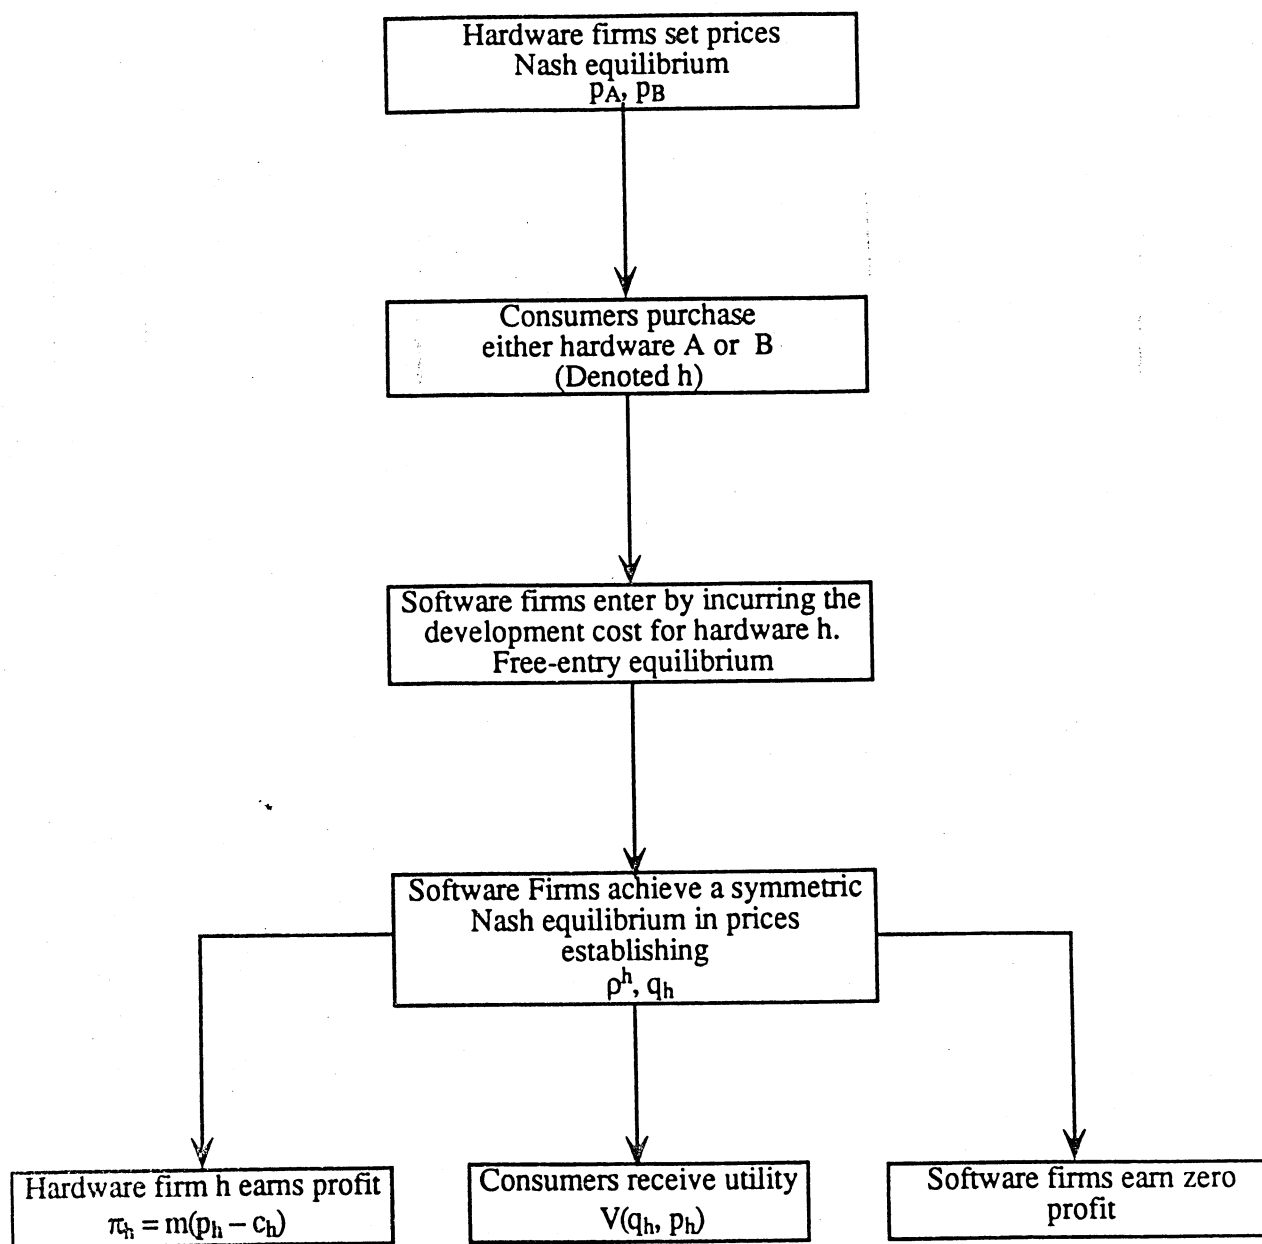 Hardware firms set prices
Nash equilibrium
pA, pB
Consumers purchase
either hardware A or B
(Denoted h)
Software firms enter by incurring the
development cost for hardware h.
Free-entry equilibrium
Software Firms achieve a symmetric
Nash equilibrium in prices
establishing
ρʰ, qₕ
Hardware firm h earns profit
πₕ = m(pₕ – cₕ)
Consumers receive utility
V(qₕ, pₕ)
Software firms earn zero
profit